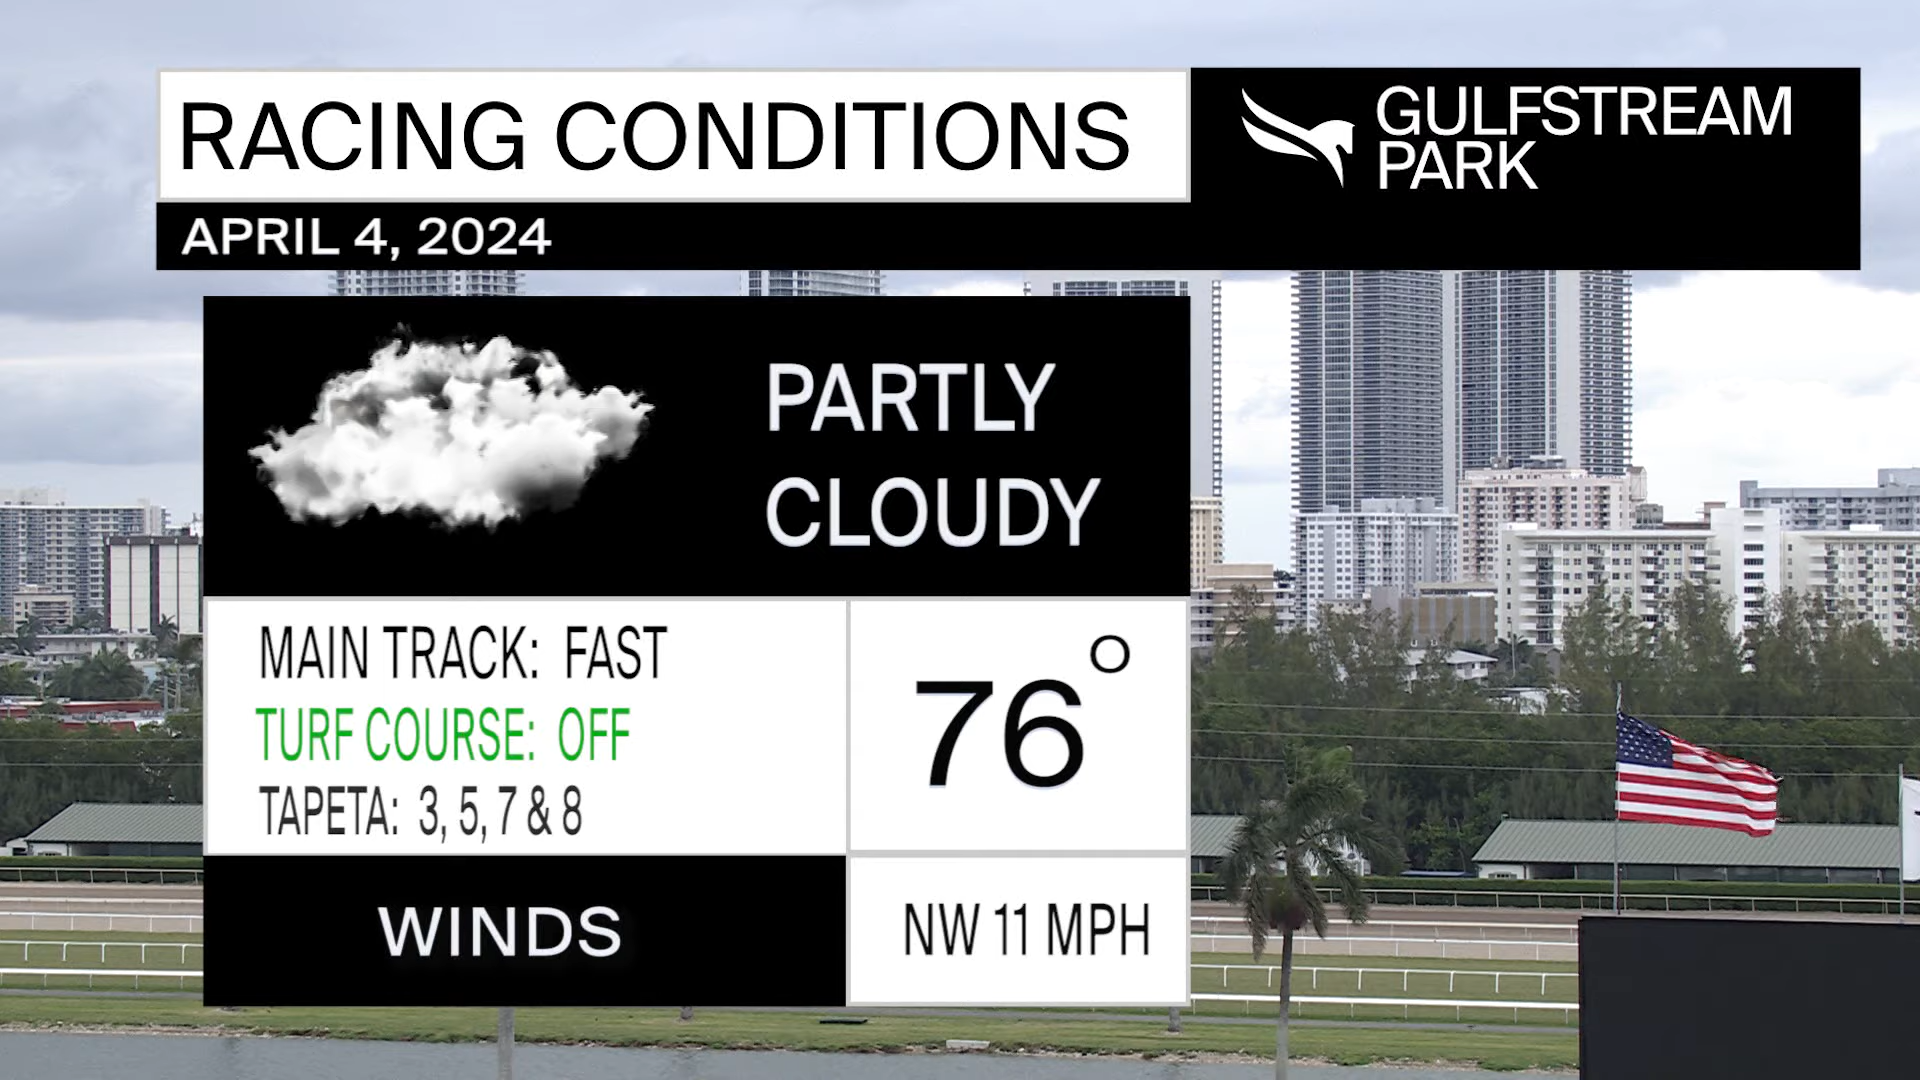 RACING CONDITIONS
GULFSTREAM
PARK
APRIL 4, 2024
PARTLY
CLOUDY
MAIN TRACK: FAST
TURF COURSE: OFF
TAPETA: 3, 5, 7 & 8
76°
WINDS
NW 11 MPH